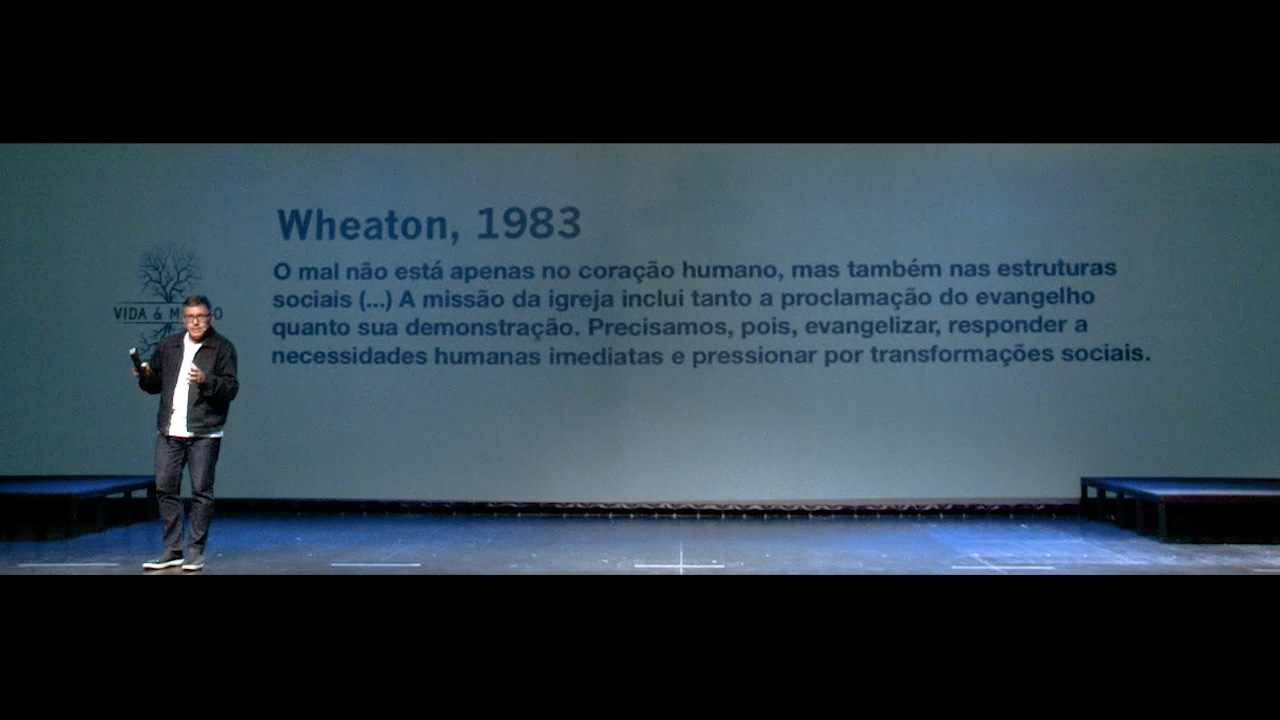 Wheaton, 1983
O mal não está apenas no coração humano, mas também nas estruturas
sociais (...) A missão da igreja inclui tanto a proclamação do evangelho
quanto sua demonstração. Precisamos, pois, evangelizar, responder a
necessidades humanas imediatas e pressionar por transformações sociais.
VIDA &